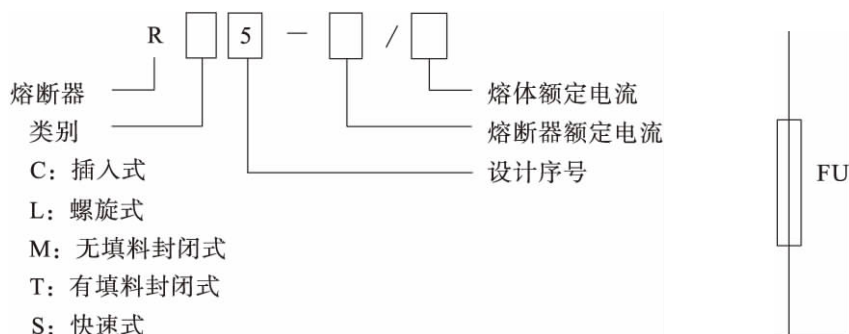 R □ 5 － □ / □
熔断器
熔体额定电流
类别
熔断器额定电流
C：插入式
设计序号
L：螺旋式
FU
M：无填料封闭式
T：有填料封闭式
S：快速式